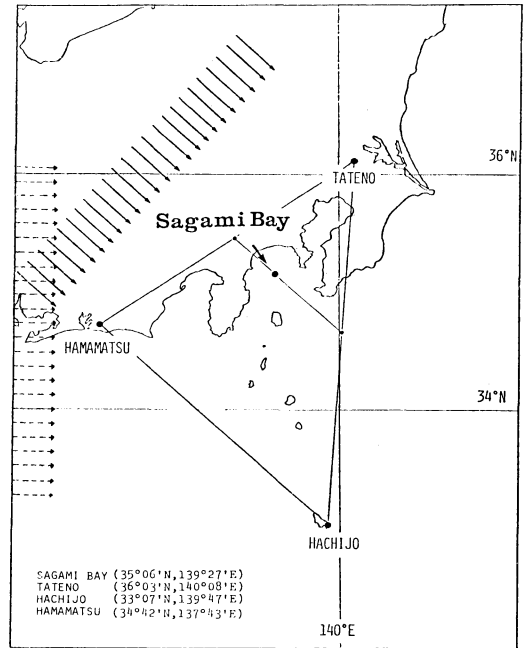 36°N
TATENO
Sagami Bay
HAMAMATSU
34°N
HACHIJO
SAGAMI BAY (35°06'N,139°27'E)
TATENO (36°03'N,140°08'E)
HACHIJO (33°07'N,139°47'E)
HAMAMATSU (34°42'N,137°43'E)
140°E